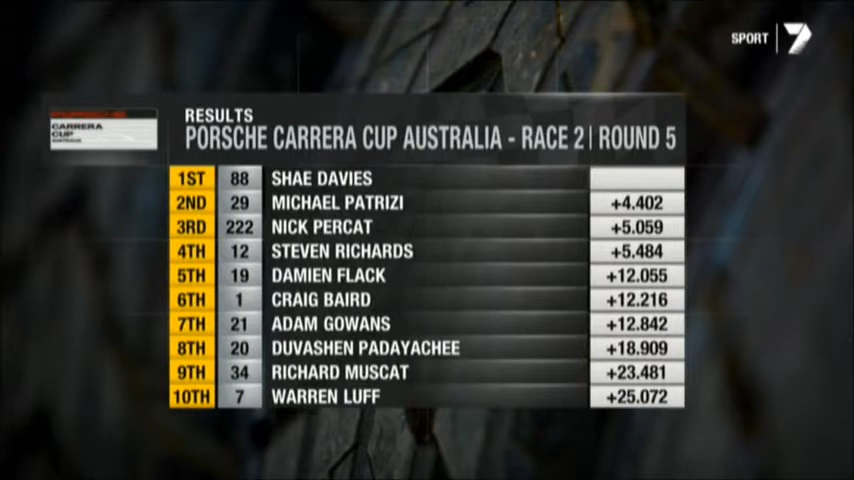 SPORT 7
RESULTS
PORSCHE CARRERA CUP AUSTRALIA - RACE 2 | ROUND 5
PORSCHE
CARRERA
CUP
AUSTRALIA
1ST 88 SHAE DAVIES
2ND 29 MICHAEL PATRIZI +4.402
3RD 222 NICK PERCAT +5.059
4TH 12 STEVEN RICHARDS +5.484
5TH 19 DAMIEN FLACK +12.055
6TH 1 CRAIG BAIRD +12.216
7TH 21 ADAM GOWANS +12.842
8TH 20 DUVASHEN PADAYACHEE +18.909
9TH 34 RICHARD MUSCAT +23.481
10TH 7 WARREN LUFF +25.072